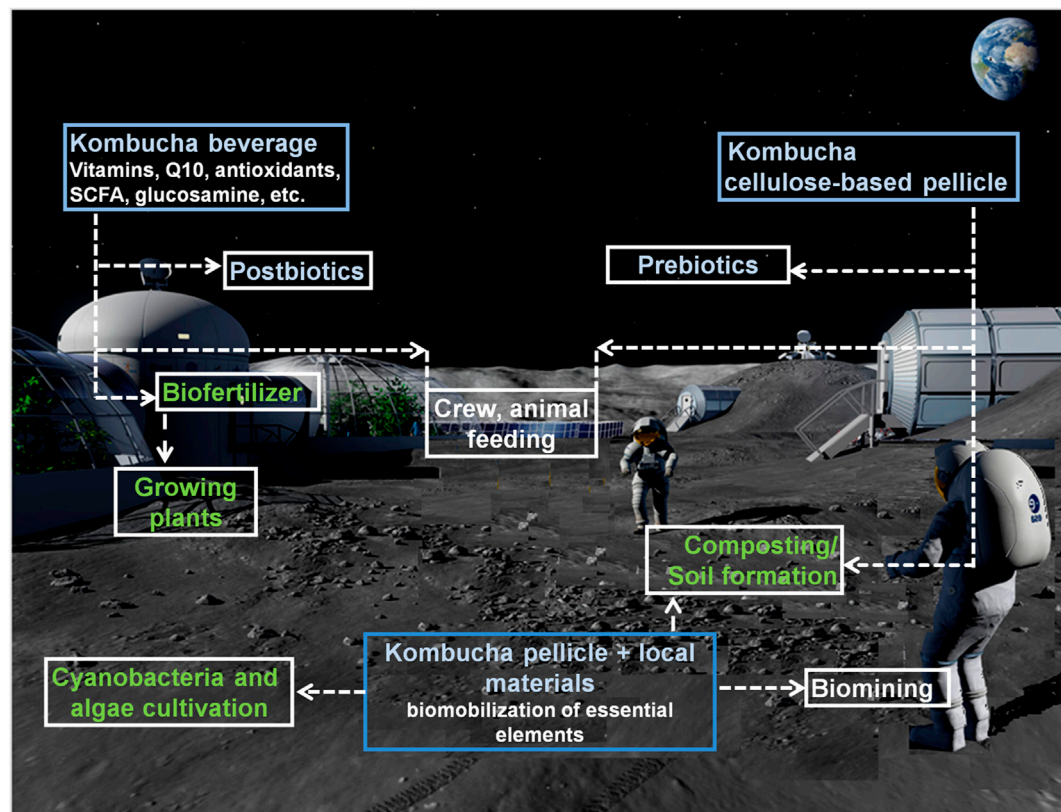 Kombucha beverage
Vitamins, Q10, antioxidants,
SCFA, glucosamine, etc.
Kombucha
cellulose-based pellicle
Postbiotics
Prebiotics
Biofertilizer
Crew, animal
feeding
Growing
plants
Composting/
Soil formation
Kombucha pellicle + local
materials
biomobilization of essential
elements
Cyanobacteria and
algae cultivation
Biomining